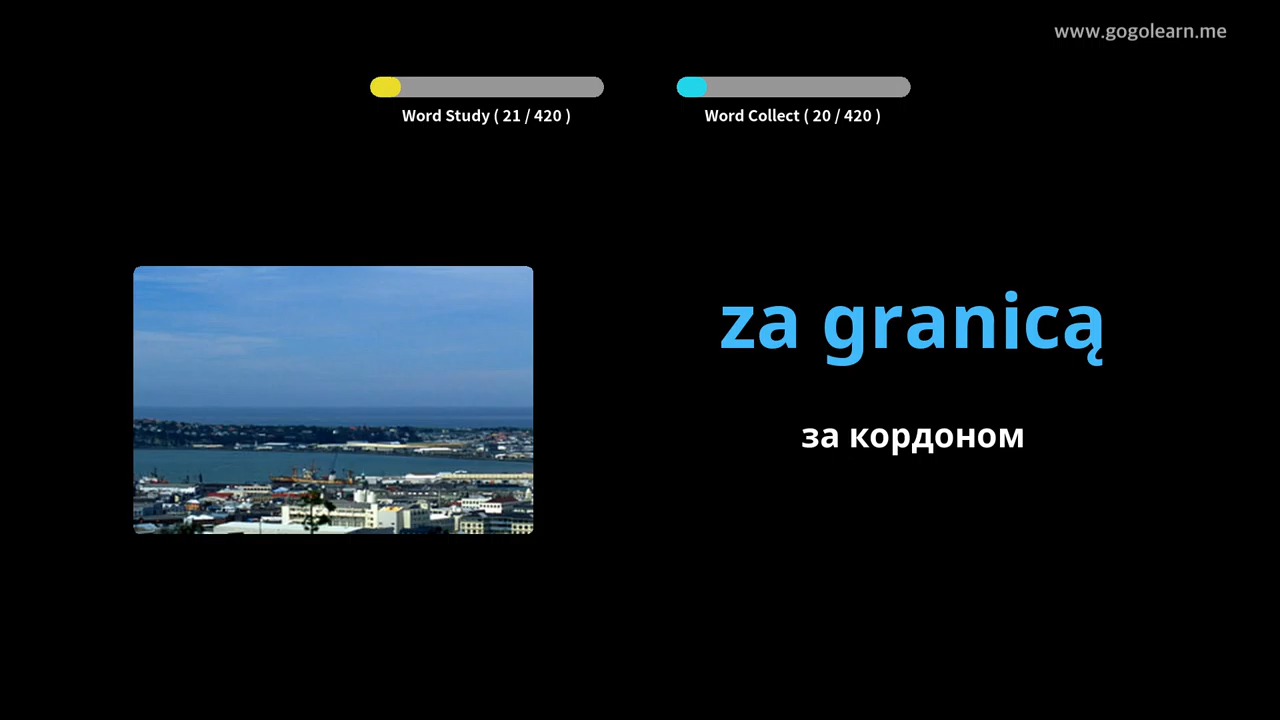 www.gogolearn.me
Word Study ( 21 / 420 )
Word Collect ( 20 / 420 )
za granicą
за кордоном